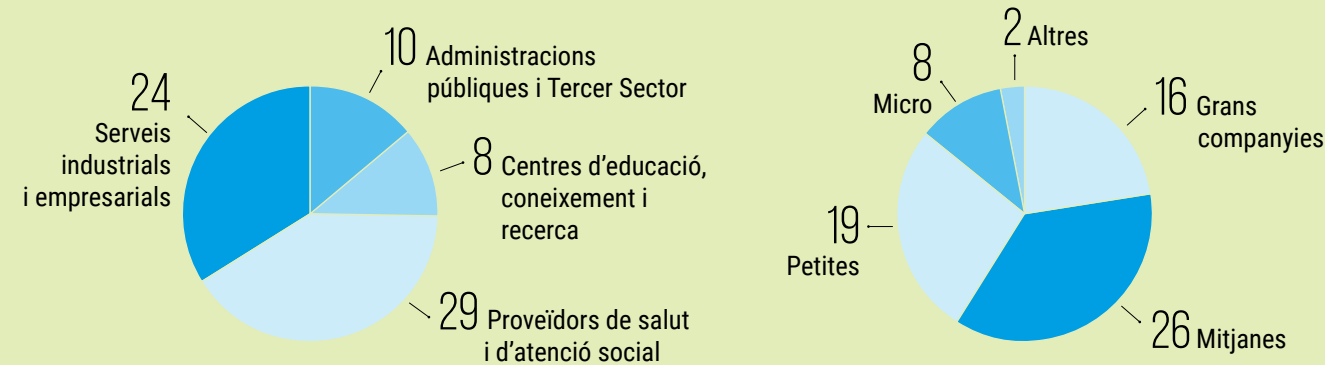 10 Administracions
públiques i Tercer Sector
8 Centres d’educació,
coneixement i
recerca
29 Proveïdors de salut
i d’atenció social
24
Serveis
industrials
i empresarials
2 Altres
16 Grans
companyies
26 Mitjanes
19
Petites
8
Micro